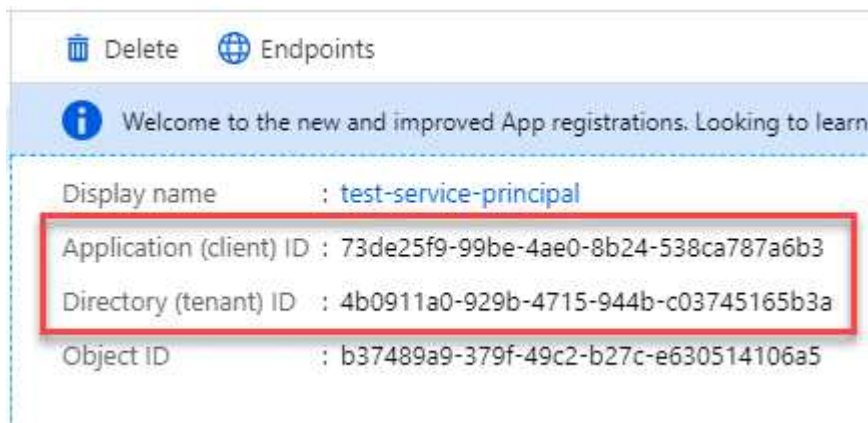 Delete Endpoints
Welcome to the new and improved App registrations. Looking to learn
Display name : test-service-principal
Application (client) ID : 73de25f9-99be-4ae0-8b24-538ca787a6b3
Directory (tenant) ID : 4b0911a0-929b-4715-944b-c03745165b3a
Object ID : b37489a9-379f-49c2-b27c-e630514106a5